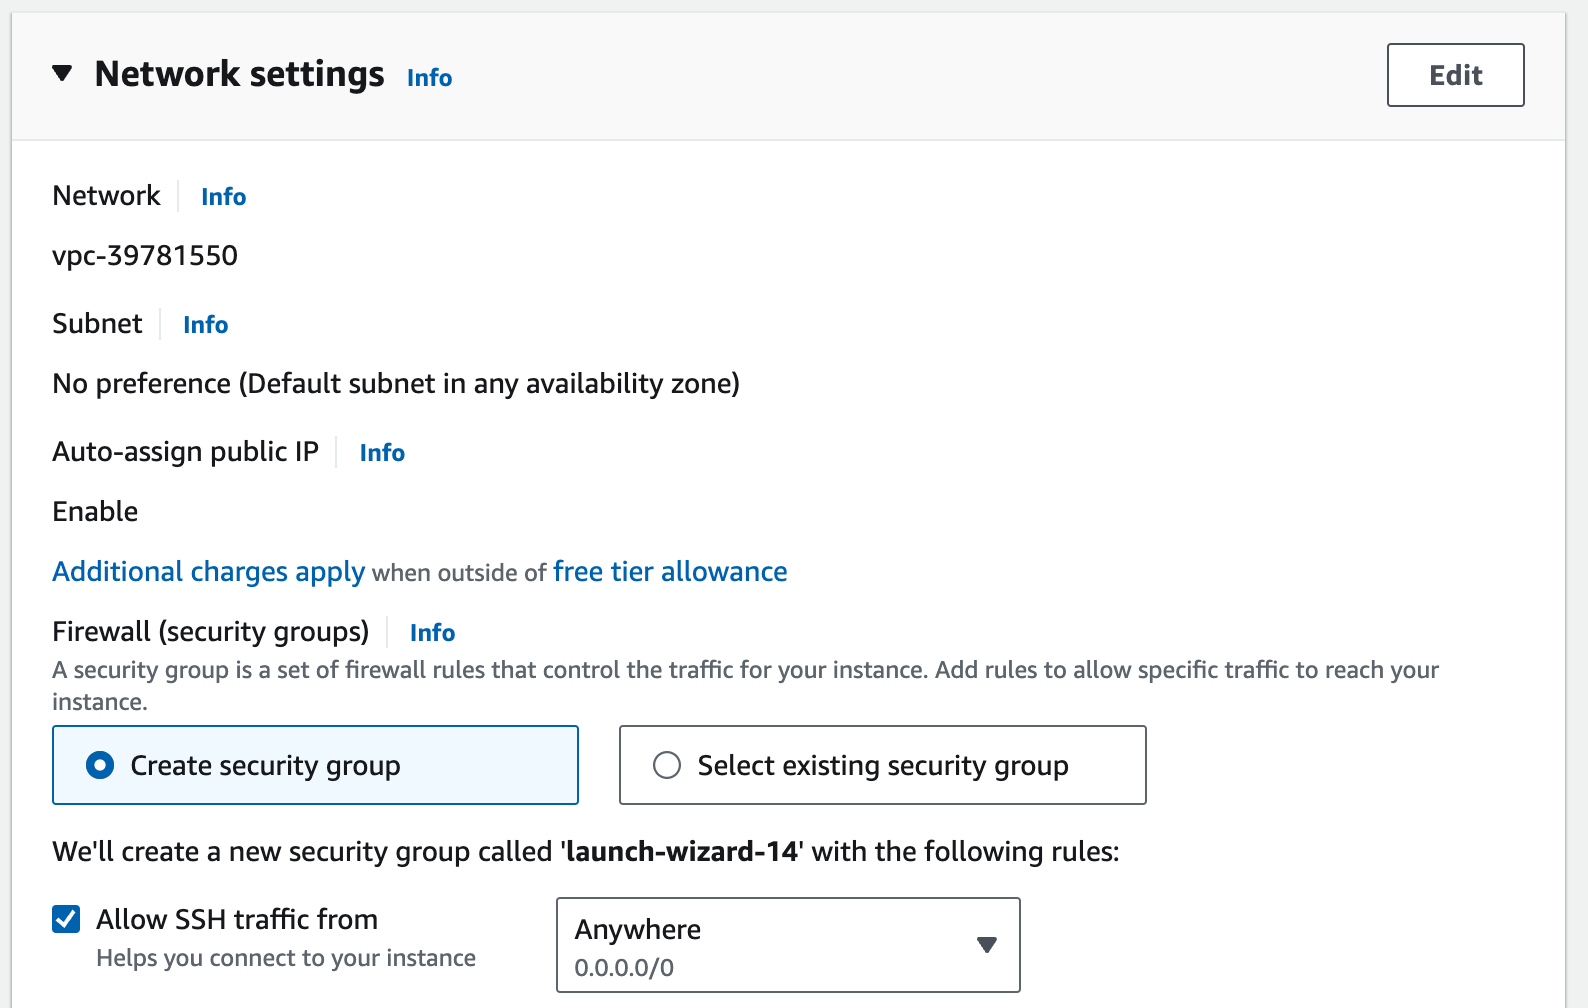 Network settings Info
Edit
Network Info
vpc-39781550
Subnet Info
No preference (Default subnet in any availability zone)
Auto-assign public IP Info
Enable
Additional charges apply when outside of free tier allowance
Firewall (security groups) Info
A security group is a set of firewall rules that control the traffic for your instance. Add rules to allow specific traffic to reach your
instance.
Create security group
Select existing security group
We'll create a new security group called 'launch-wizard-14' with the following rules:
Allow SSH traffic from
Helps you connect to your instance
Anywhere
0.0.0.0/0